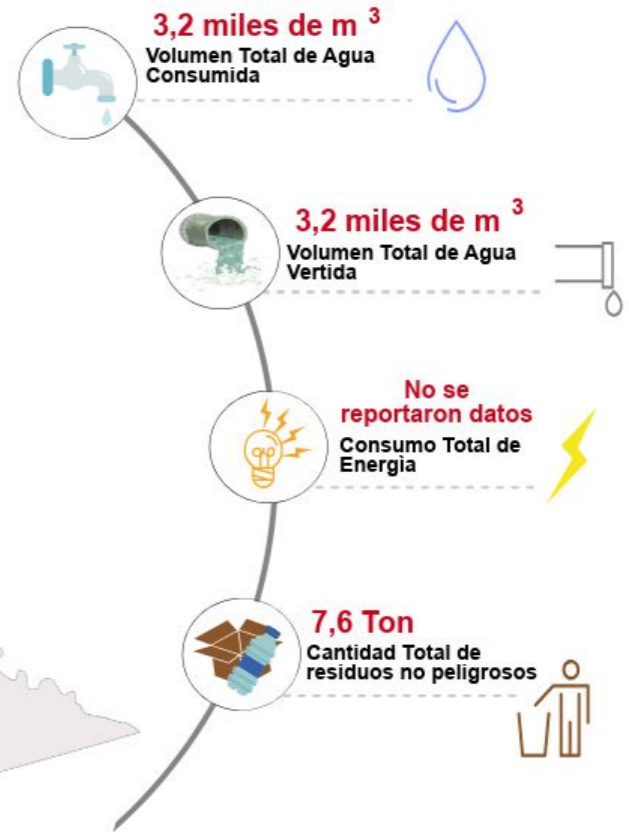 3,2 miles de m ³
Volumen Total de Agua
Consumida
3,2 miles de m ³
Volumen Total de Agua
Vertida
No se
reportaron datos
Consumo Total de
Energìa
7,6 Ton
Cantidad Total de
residuos no peligrosos